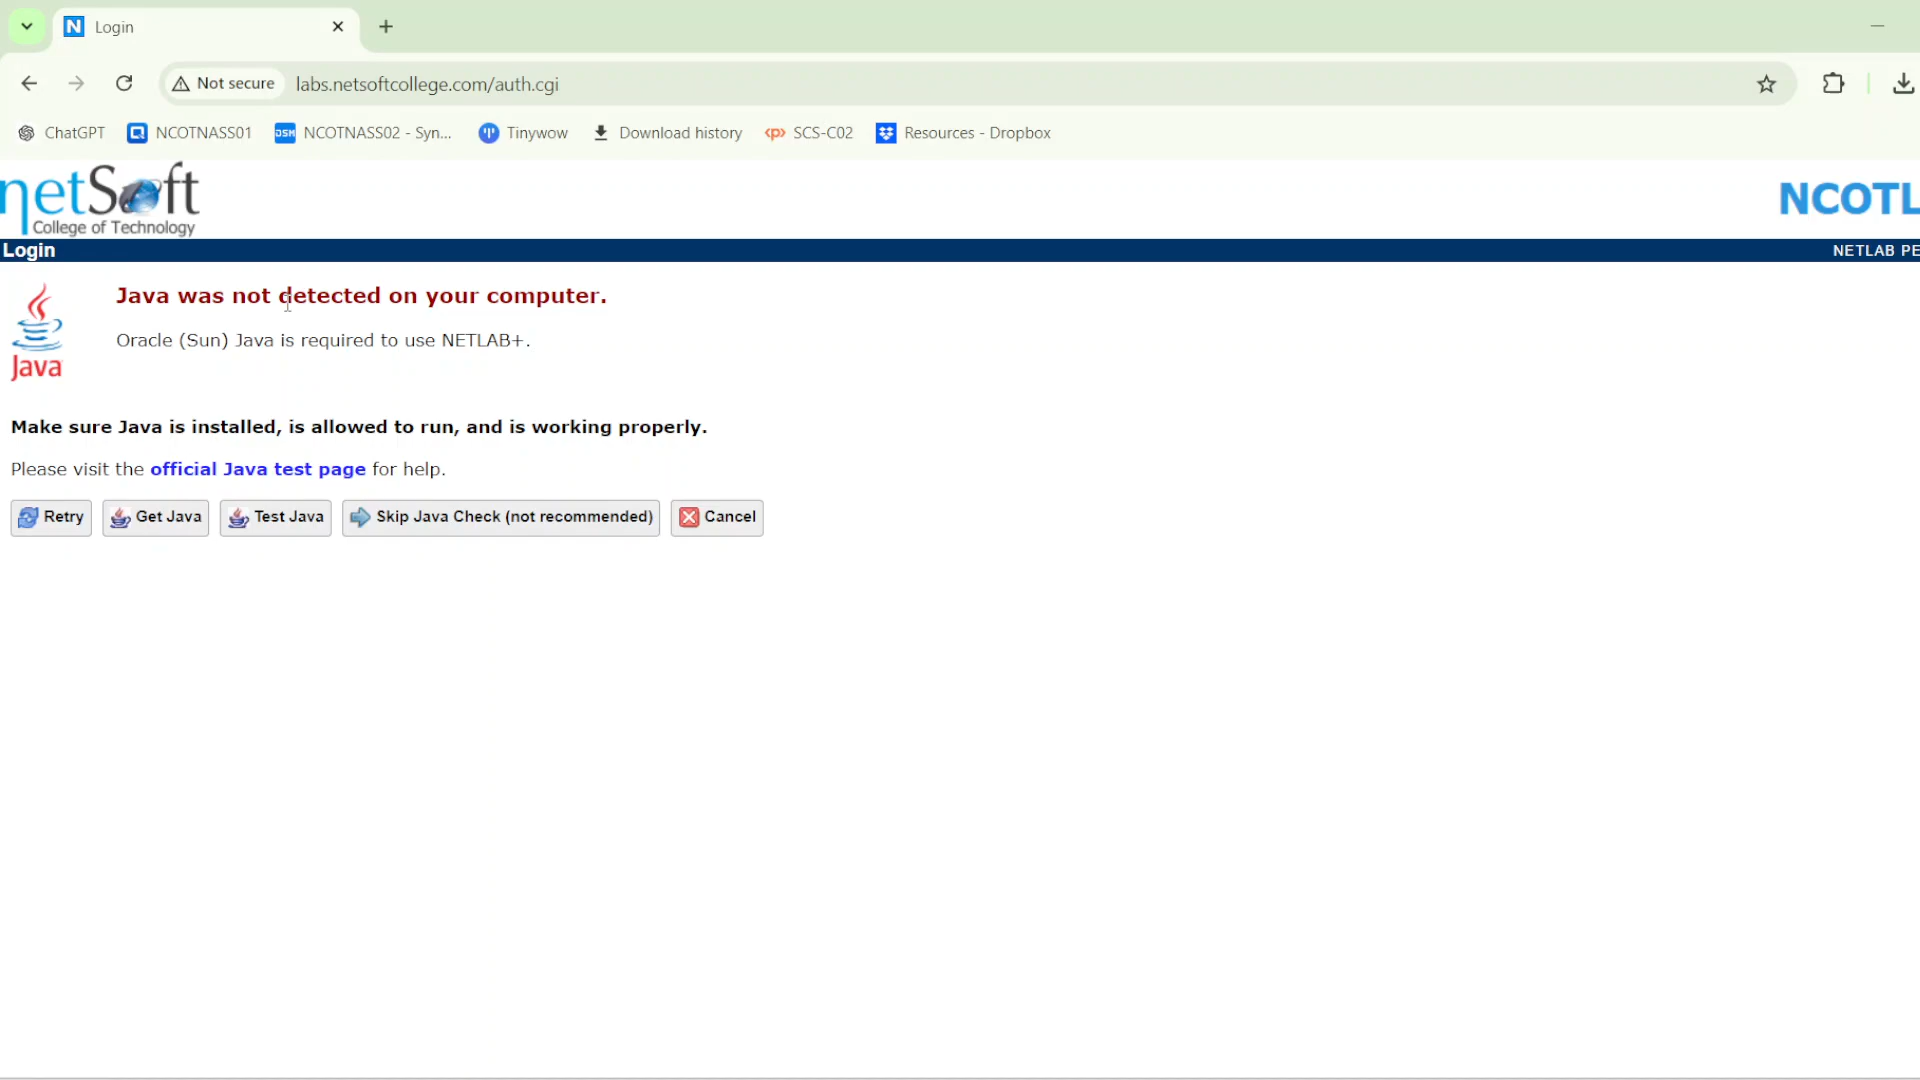 Login
Not secure
labs.netsoftcollege.com/auth.cgi
ChatGPT
NCOTNASS01
DSM
NCOTNASS02 - Syn...
Tinywow
Download history
<p>
SCS-C02
Resources - Dropbox
netSoft
College of Technology
NCOTL
Login
NETLAB PE
Java was not detected on your computer.
Oracle (Sun) Java is required to use NETLAB+.
Java
Make sure Java is installed, is allowed to run, and is working properly.
Please visit the official Java test page for help.
Retry
Get Java
Test Java
Skip Java Check (not recommended)
Cancel